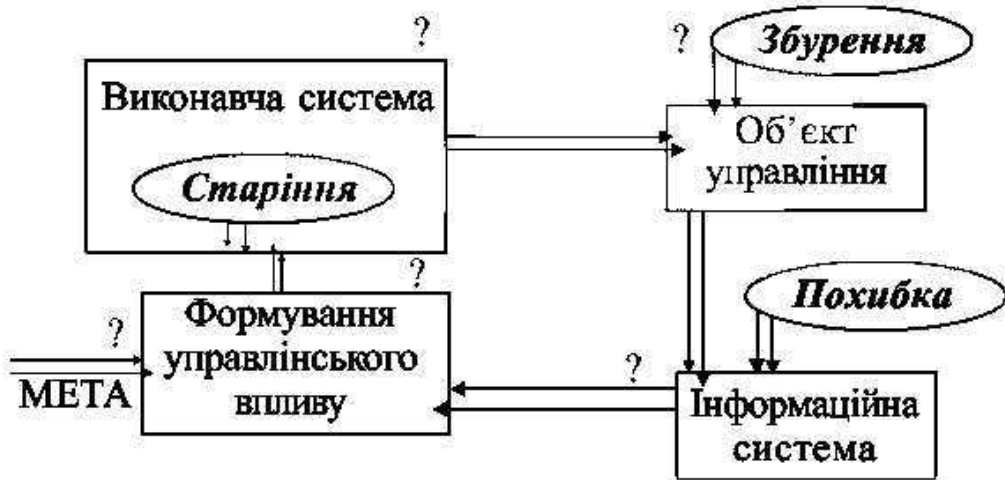 ?
?
Збурення
Виконавча система
Об’єкт
управління
Старіння
?
Похибка
?
Формування
управлінського
впливу
?
МЕТА
Інформаційна
система